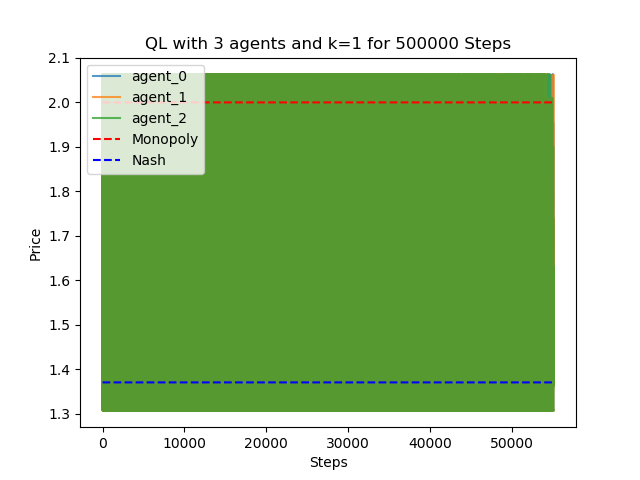 QL with 3 agents and k=1 for 500000 Steps
2.1
2.0
1.9
1.8
1.7
1.6
1.5
1.4
1.3
Price
agent_0
agent_1
agent_2
Monopoly
Nash
0 10000 20000 30000 40000 50000
Steps